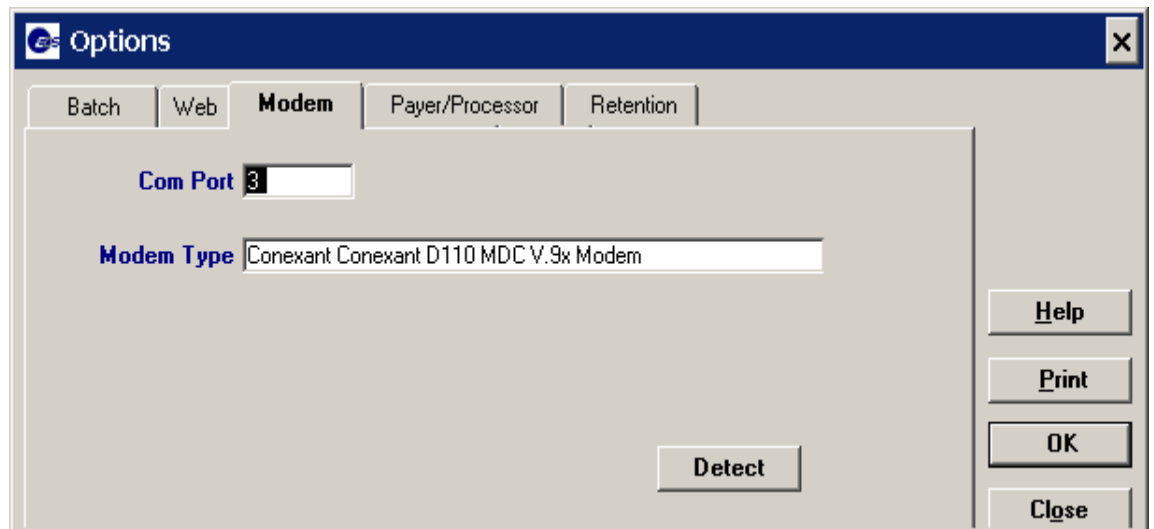 EDS Options
Batch Web Modem Payer/Processor Retention
Com Port 3
Modem Type Conexant Conexant D110 MDC V.9x Modem
Help
Print
OK
Detect
Close